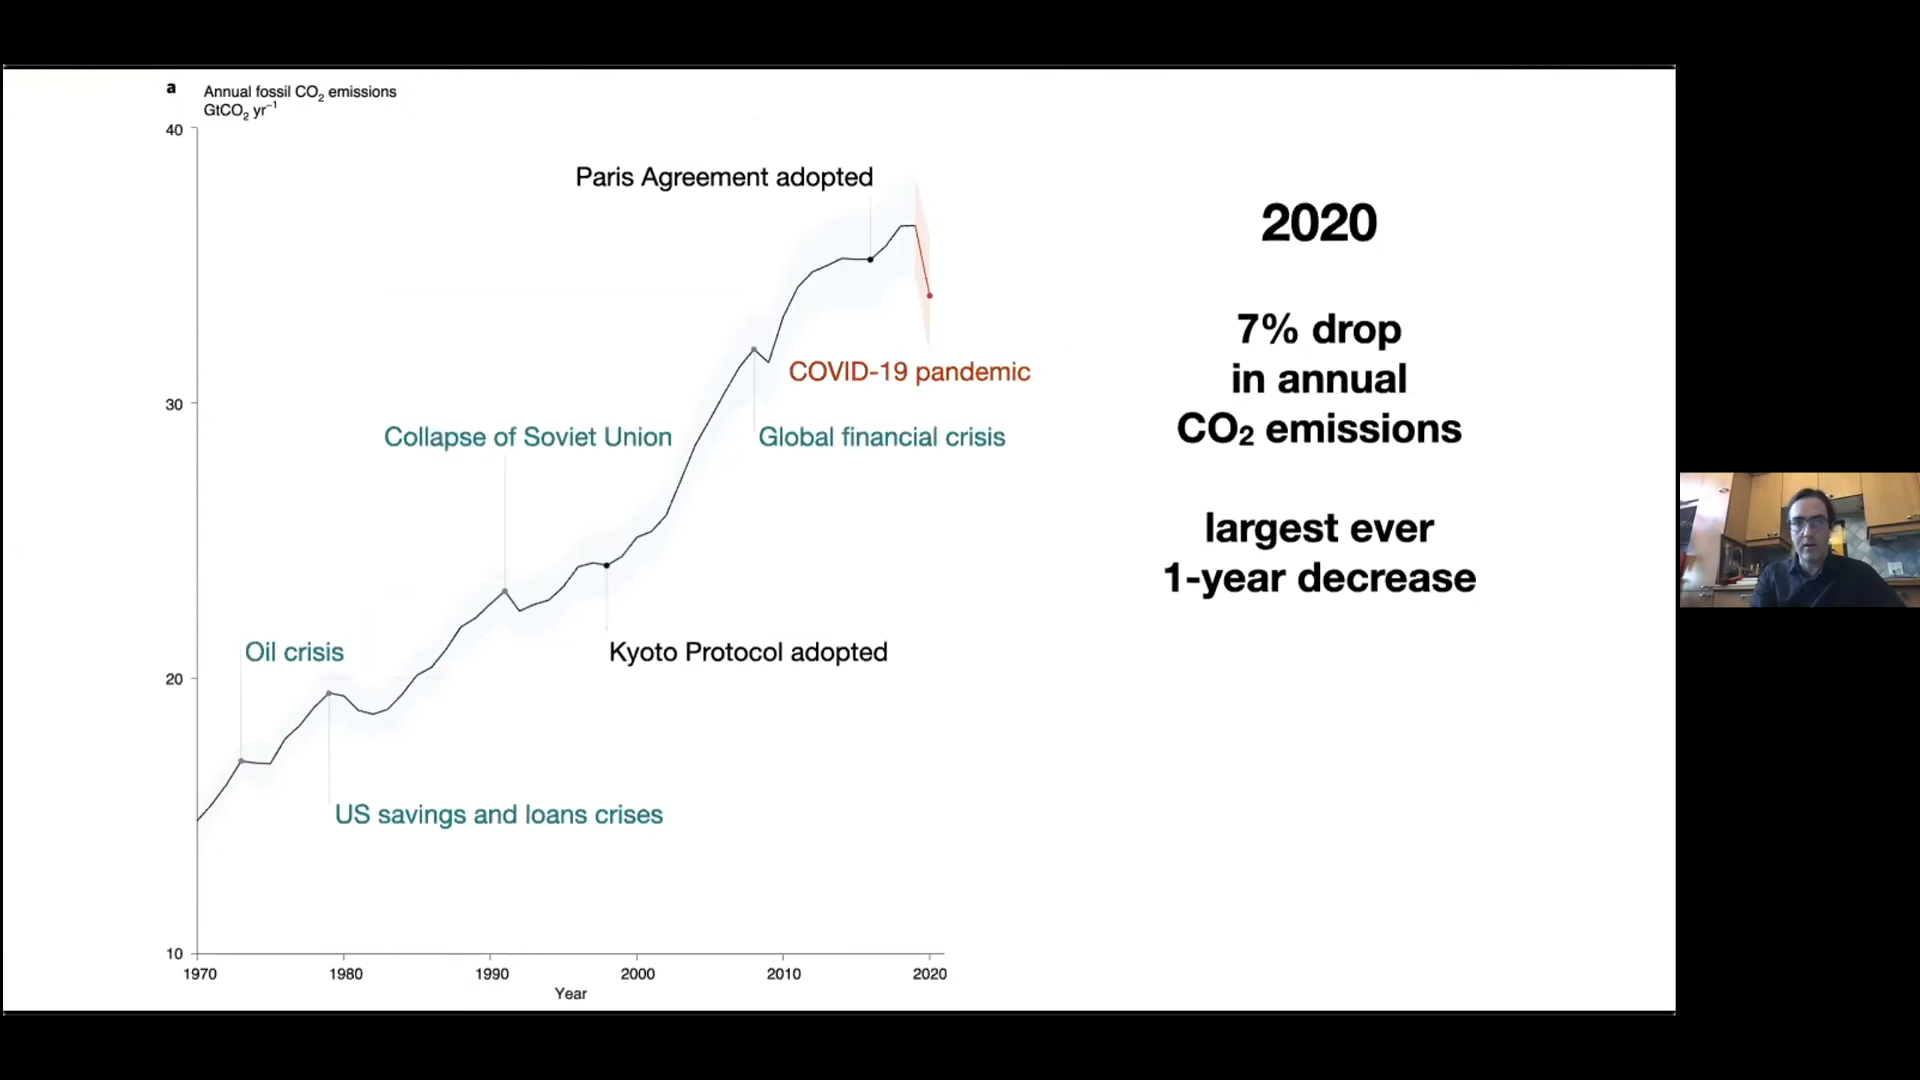 a
Annual fossil CO₂ emissions
GtCO₂ yr⁻¹
40
Paris Agreement adopted
COVID-19 pandemic
30
Collapse of Soviet Union
Global financial crisis
Oil crisis
Kyoto Protocol adopted
20
US savings and loans crises
10
1970
1980
1990
2000
2010
2020
Year
2020
7% drop
in annual
CO₂ emissions
largest ever
1-year decrease